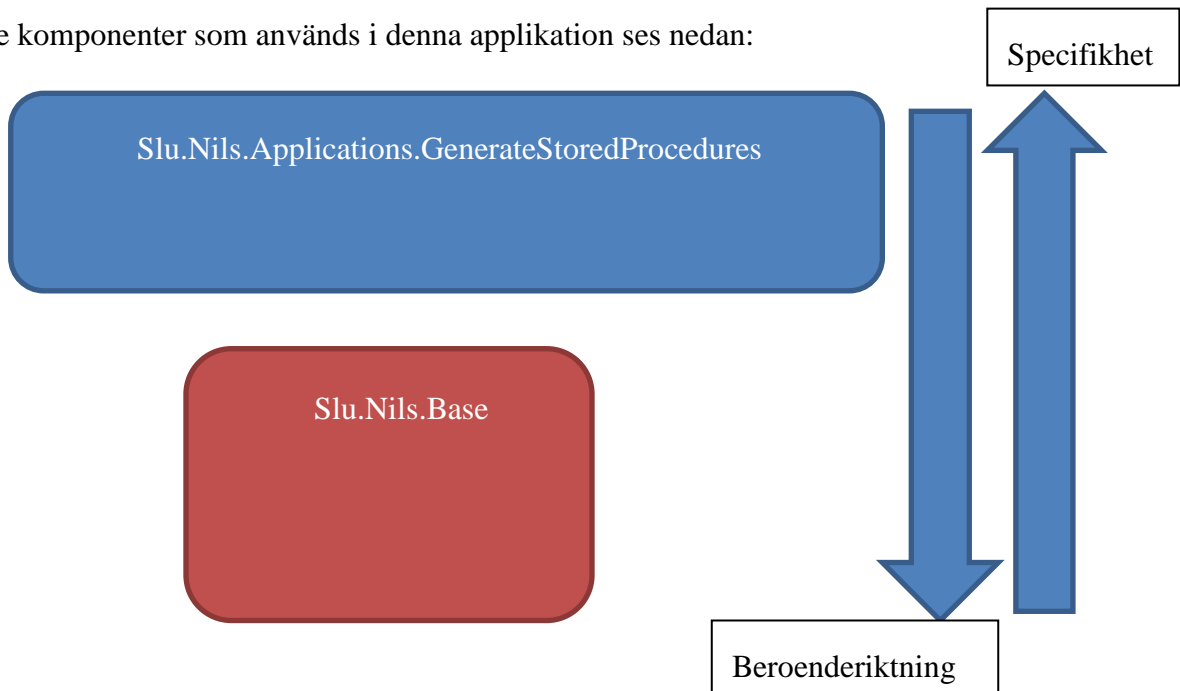 komponenter som används i denna applikation ses nedan:
Specifikhet
Slu.Nils.Applications.GenerateStoredProcedures
Slu.Nils.Base
Beroenderiktning